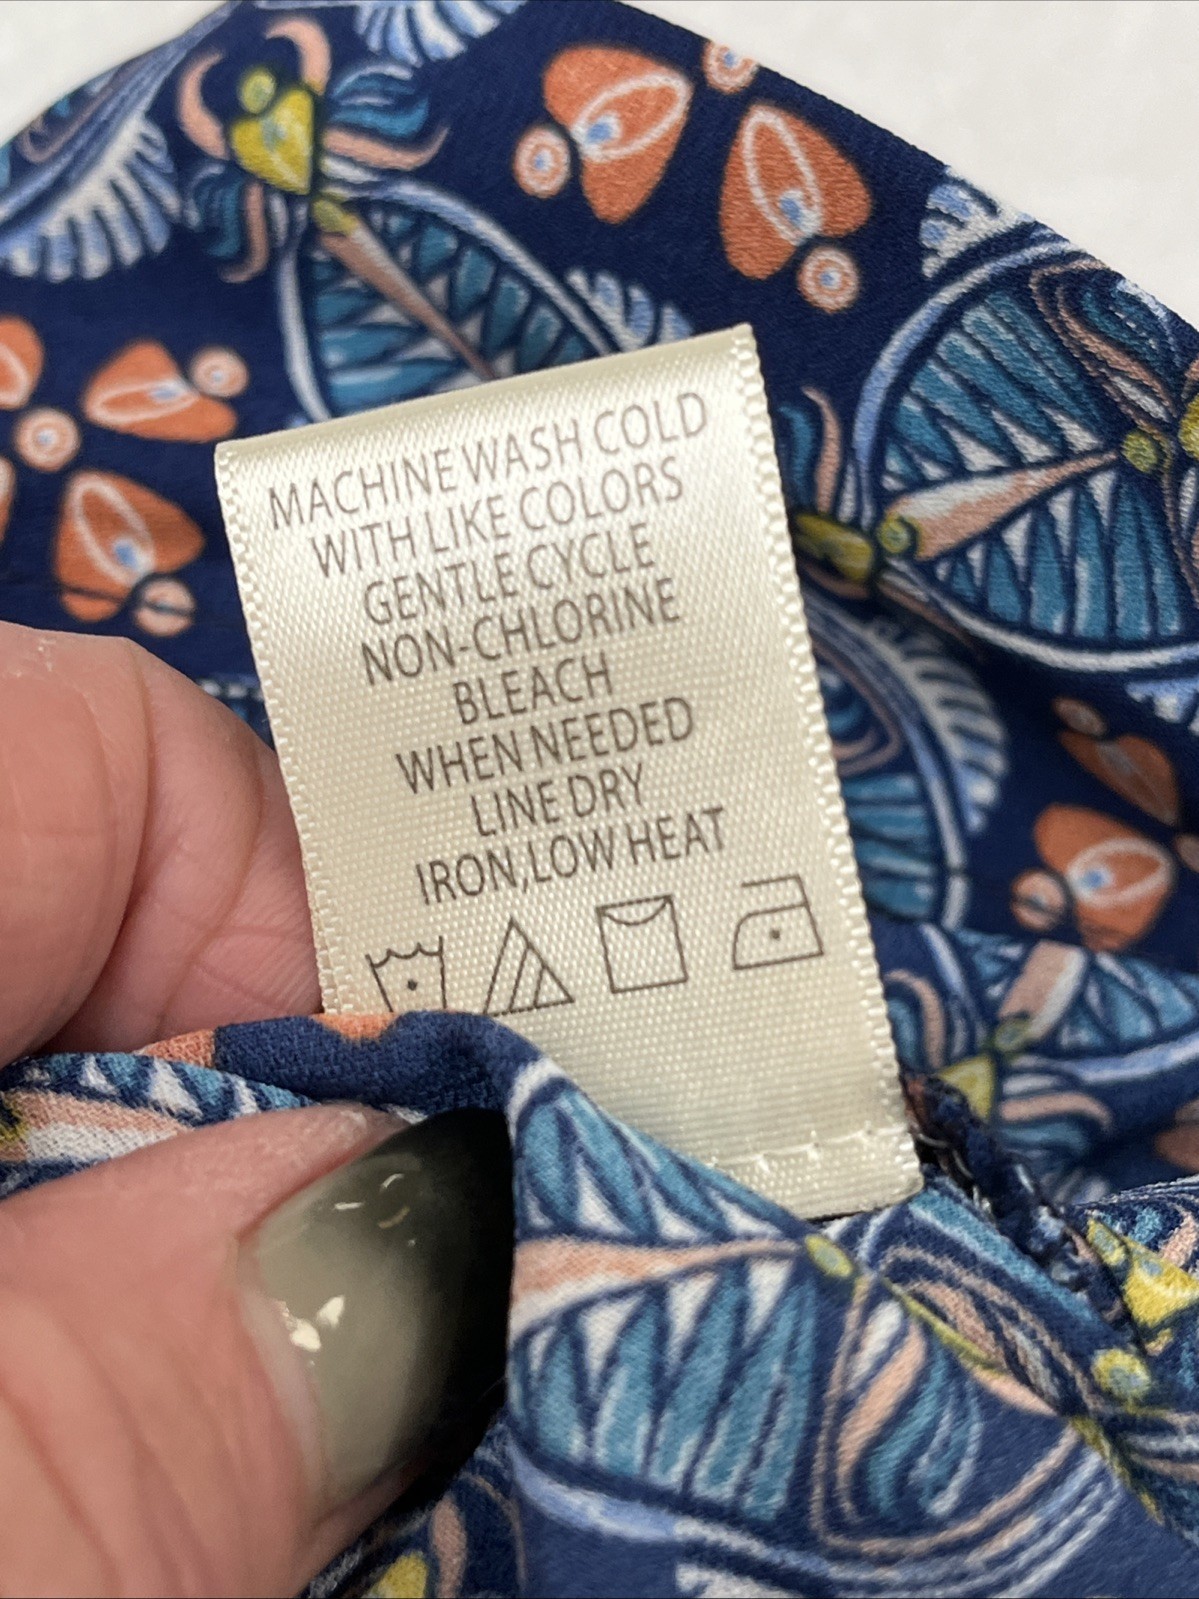 MACHINE WASH COLD
WITH LIKE COLORS
GENTLE CYCLE
NON-CHLORINE
BLEACH
WHEN NEEDED
LINE DRY
IRON,LOW HEAT